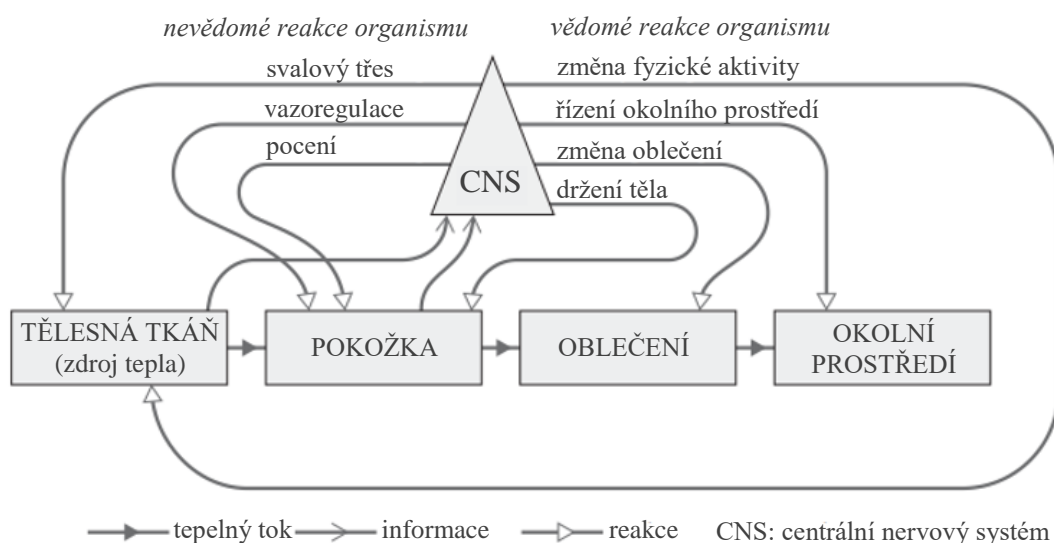 nevědomé reakce organismu
vědomé reakce organismu
svalový třes
změna fyzické aktivity
vazoregulace
řízení okolního prostředí
pocení
změna oblečení
CNS
držení těla
TĚLESNÁ TKÁŇ
(zdroj tepla)
POKOŽKA
OBLEČENÍ
OKOLNÍ
PROSTŘEDÍ
tepelný tok
informace
reakce
CNS: centrální nervový systém